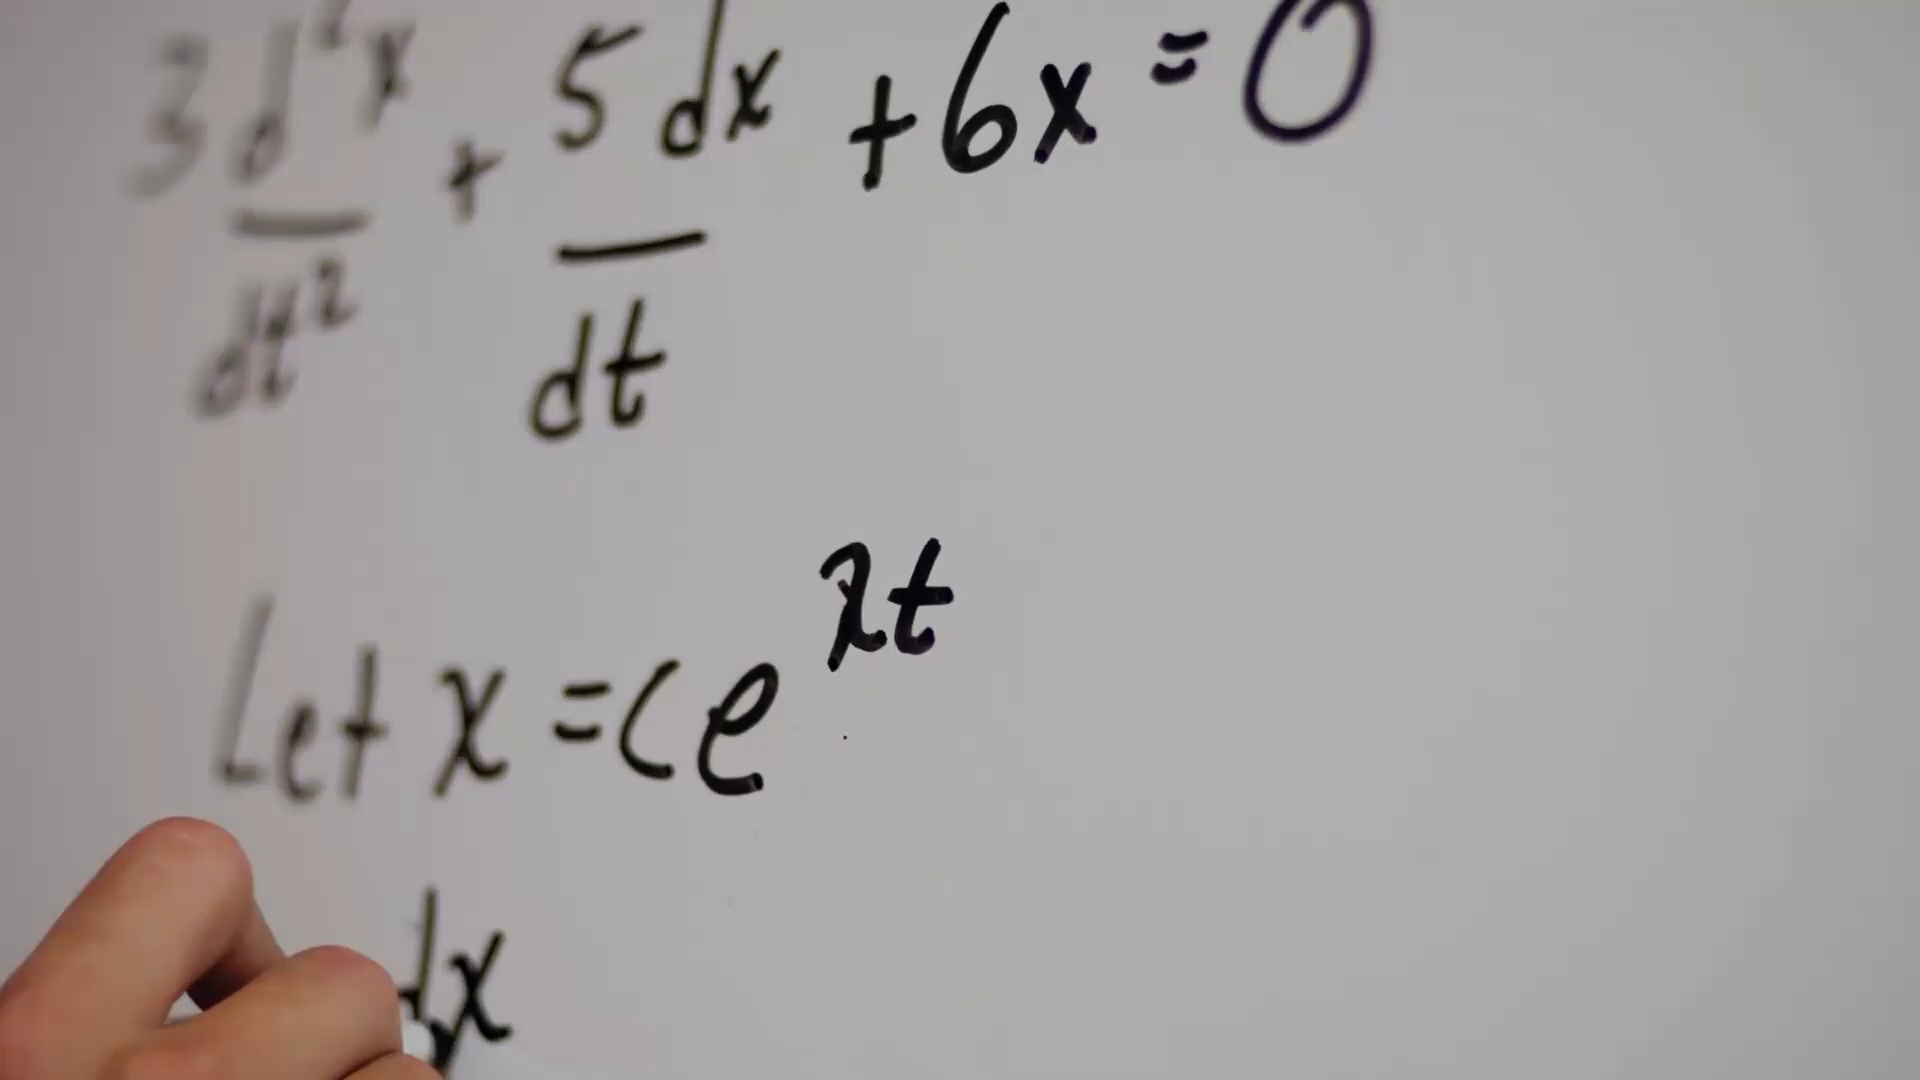 3 d²x/dt² + 5 dx/dt + 6x = 0
Let x = ce^λt
dx